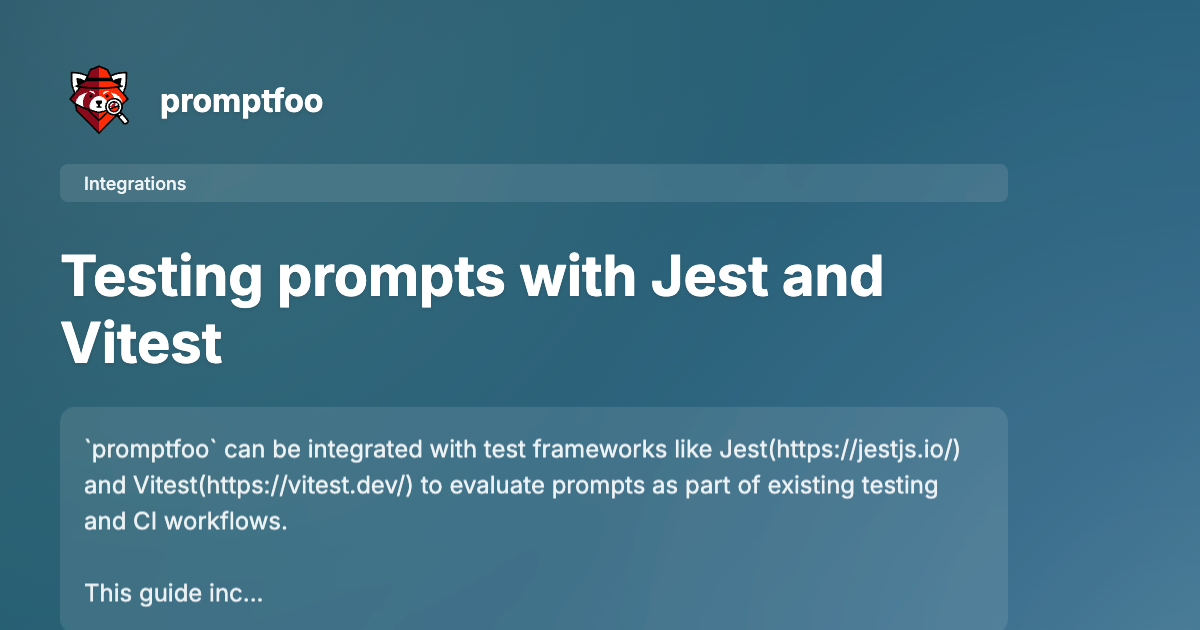 promptfoo
Integrations
Testing prompts with Jest and
Vitest
`promptfoo` can be integrated with test frameworks like Jest(https://jestjs.io/)
and Vitest(https://vitest.dev/) to evaluate prompts as part of existing testing
and CI workflows.
This guide inc...